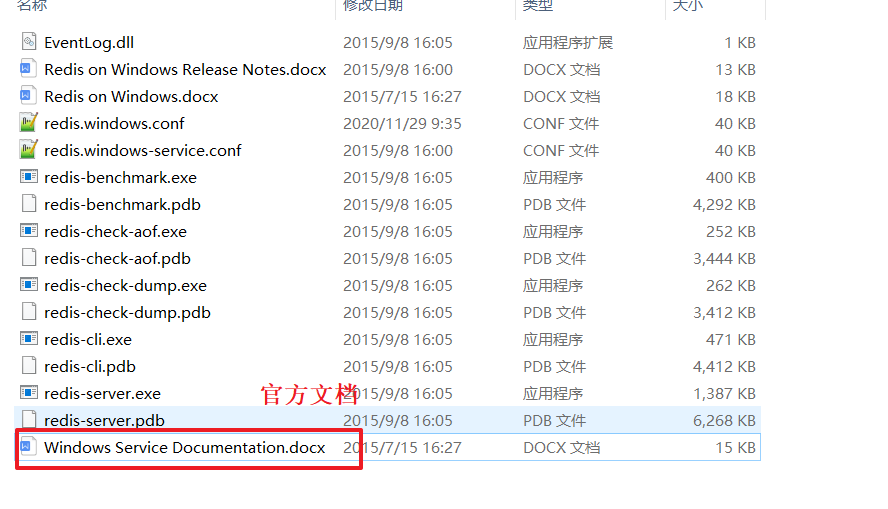 名称 修改日期 类型 大小
EventLog.dll 2015/9/8 16:05 应用程序扩展 1 KB
Redis on Windows Release Notes.docx 2015/9/8 16:00 DOCX 文档 13 KB
Redis on Windows.docx 2015/7/15 16:27 DOCX 文档 18 KB
redis.windows.conf 2020/11/29 9:35 CONF 文件 40 KB
redis.windows-service.conf 2015/9/8 16:00 CONF 文件 40 KB
redis-benchmark.exe 2015/9/8 16:05 应用程序 400 KB
redis-benchmark.pdb 2015/9/8 16:05 PDB 文件 4,292 KB
redis-check-aof.exe 2015/9/8 16:05 应用程序 252 KB
redis-check-aof.pdb 2015/9/8 16:05 PDB 文件 3,444 KB
redis-check-dump.exe 2015/9/8 16:05 应用程序 262 KB
redis-check-dump.pdb 2015/9/8 16:05 PDB 文件 3,412 KB
redis-cli.exe 2015/9/8 16:05 应用程序 471 KB
redis-cli.pdb 2015/9/8 16:05 PDB 文件 4,412 KB
redis-server.exe 2015/9/8 16:05 应用程序 1,387 KB
官方文档
redis-server.pdb 2015/9/8 16:05 PDB 文件 6,268 KB
Windows Service Documentation.docx 2015/7/15 16:27 DOCX 文档 15 KB